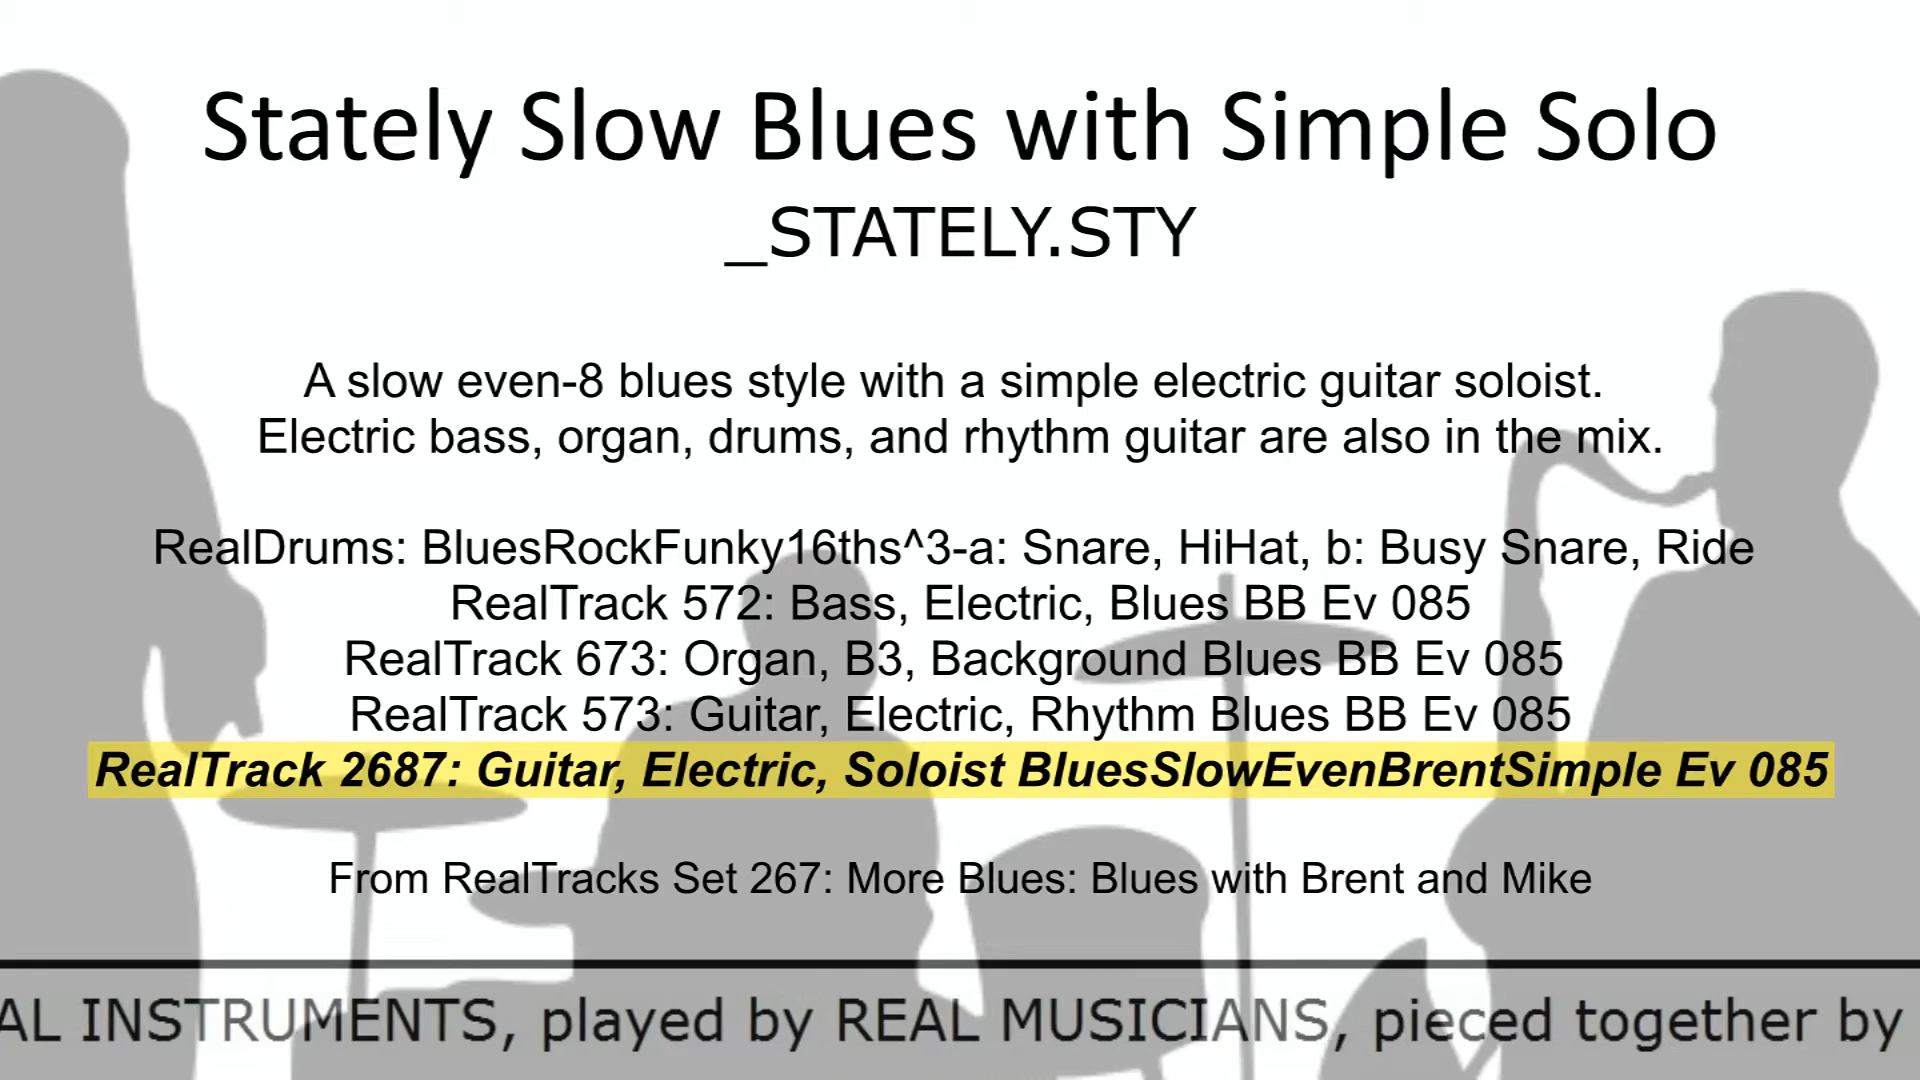 Stately Slow Blues with Simple Solo
_STATELY.STY
A slow even-8 blues style with a simple electric guitar soloist.
Electric bass, organ, drums, and rhythm guitar are also in the mix.
RealDrums: BluesRockFunky16ths^3-a: Snare, HiHat, b: Busy Snare, Ride
RealTrack 572: Bass, Electric, Blues BB Ev 085
RealTrack 673: Organ, B3, Background Blues BB Ev 085
RealTrack 573: Guitar, Electric, Rhythm Blues BB Ev 085
RealTrack 2687: Guitar, Electric, Soloist BluesSlowEvenBrentSimple Ev 085
From RealTracks Set 267: More Blues: Blues with Brent and Mike
AL INSTRUMENTS, played by REAL MUSICIANS, pieced together by